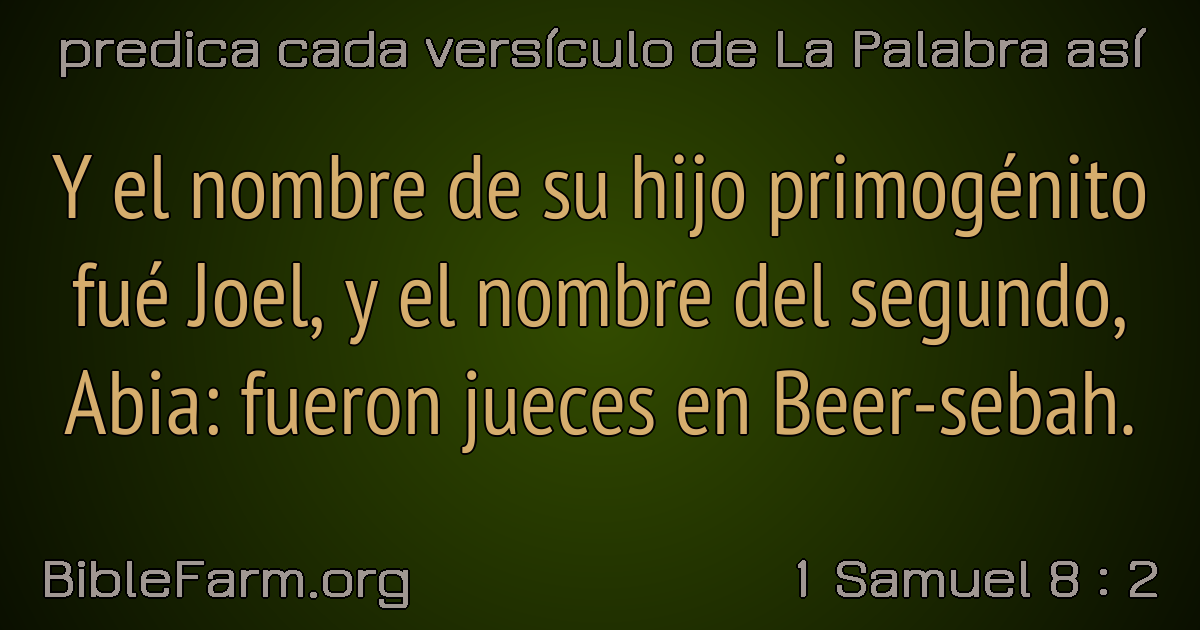 predica cada versículo de La Palabra así
Y el nombre de su hijo primogénito
fué Joel, y el nombre del segundo,
Abia: fueron jueces en Beer-sebah.
BibleFarm.org
1 Samuel 8 : 2